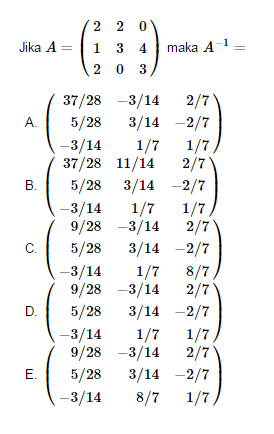 Jika A = ( 2 2 0
1 3 4
2 0 3 ) maka A⁻¹ =
A. ( 37/28 −3/14 2/7
5/28 3/14 −2/7
−3/14 1/7 1/7 )
B. ( 37/28 11/14 2/7
5/28 3/14 −2/7
−3/14 1/7 1/7 )
C. ( 9/28 −3/14 2/7
5/28 3/14 −2/7
−3/14 1/7 8/7 )
D. ( 9/28 −3/14 2/7
5/28 3/14 −2/7
−3/14 1/7 1/7 )
E. ( 9/28 −3/14 2/7
5/28 3/14 −2/7
−3/14 8/7 1/7 )